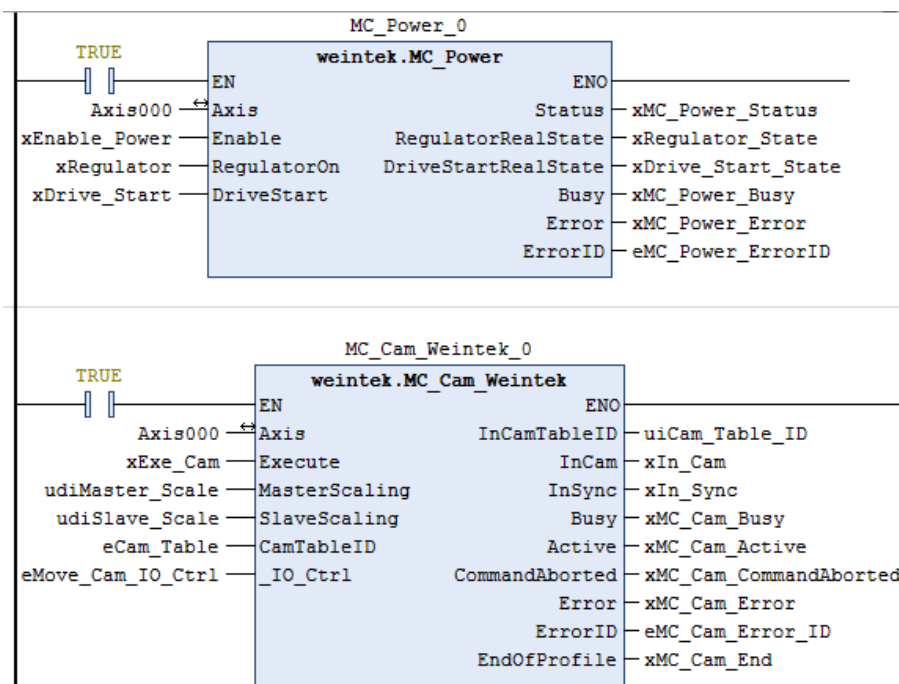 MC_Power_0
TRUE
weintek.MC_Power
EN ENO
Axis000 Axis Status xMC_Power_Status
xEnable_Power Enable RegulatorRealState xRegulator_State
xRegulator RegulatorOn DriveStartRealState xDrive_Start_State
xDrive_Start DriveStart Busy xMC_Power_Busy
Error xMC_Power_Error
ErrorID eMC_Power_ErrorID
MC_Cam_Weintek_0
TRUE
weintek.MC_Cam_Weintek
EN ENO
Axis000 Axis InCamTableID uiCam_Table_ID
xExe_Cam Execute InCam xIn_Cam
udiMaster_Scale MasterScaling InSync xIn_Sync
udiSlave_Scale SlaveScaling Busy xMC_Cam_Busy
eCam_Table CamTableID Active xMC_Cam_Active
eMove_Cam_IO_Ctrl _IO_Ctrl CommandAborted xMC_Cam_CommandAborted
Error xMC_Cam_Error
ErrorID eMC_Cam_Error_ID
EndOfProfile xMC_Cam_End